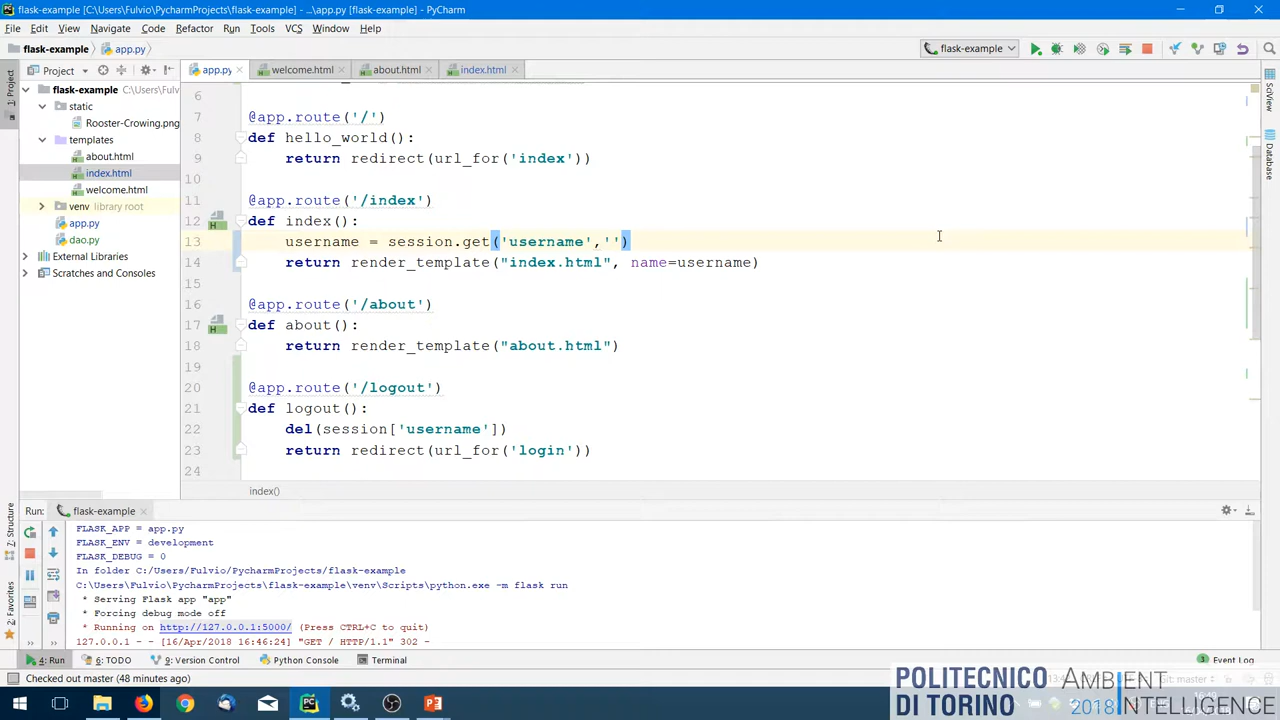 flask-example [C:\Users\Fulvio\PycharmProjects\flask-example] - ...\app.py [flask-example] - PyCharm
File Edit View Navigate Code Refactor Run Tools VCS Window Help
flask-example app.py flask-example
1: Project
Project
app.py welcome.html about.html index.html
flask-example C:\Users\Fulv
static
Rooster-Crowing.png
templates
about.html
index.html
welcome.html
venv library root
app.py
dao.py
External Libraries
Scratches and Consoles
6
7 @app.route('/')
8 def hello_world():
9 return redirect(url_for('index'))
10
11 @app.route('/index')
12 def index():
13 username = session.get('username','')
14 return render_template("index.html", name=username)
15
16 @app.route('/about')
17 def about():
18 return render_template("about.html")
19
20 @app.route('/logout')
21 def logout():
22 del(session['username'])
23 return redirect(url_for('login'))
24
index()
SciView
Database
7: Structure
2: Favorites
Run: flask-example
FLASK_APP = app.py
FLASK_ENV = development
FLASK_DEBUG = 0
In folder C:/Users/Fulvio/PycharmProjects/flask-example
C:\Users\Fulvio\PycharmProjects\flask-example\venv\Scripts\python.exe -m flask run
* Serving Flask app "app"
* Forcing debug mode off
* Running on http://127.0.0.1:5000/ (Press CTRL+C to quit)
127.0.0.1 - - [16/Apr/2018 16:46:24] "GET / HTTP/1.1" 302 -
4: Run 6: TODO 9: Version Control Python Console Terminal Event Log
Checked out master (48 minutes ago)
POLITECNICO
DI TORINO
AMBIENT
2018 INTELLIGENCE